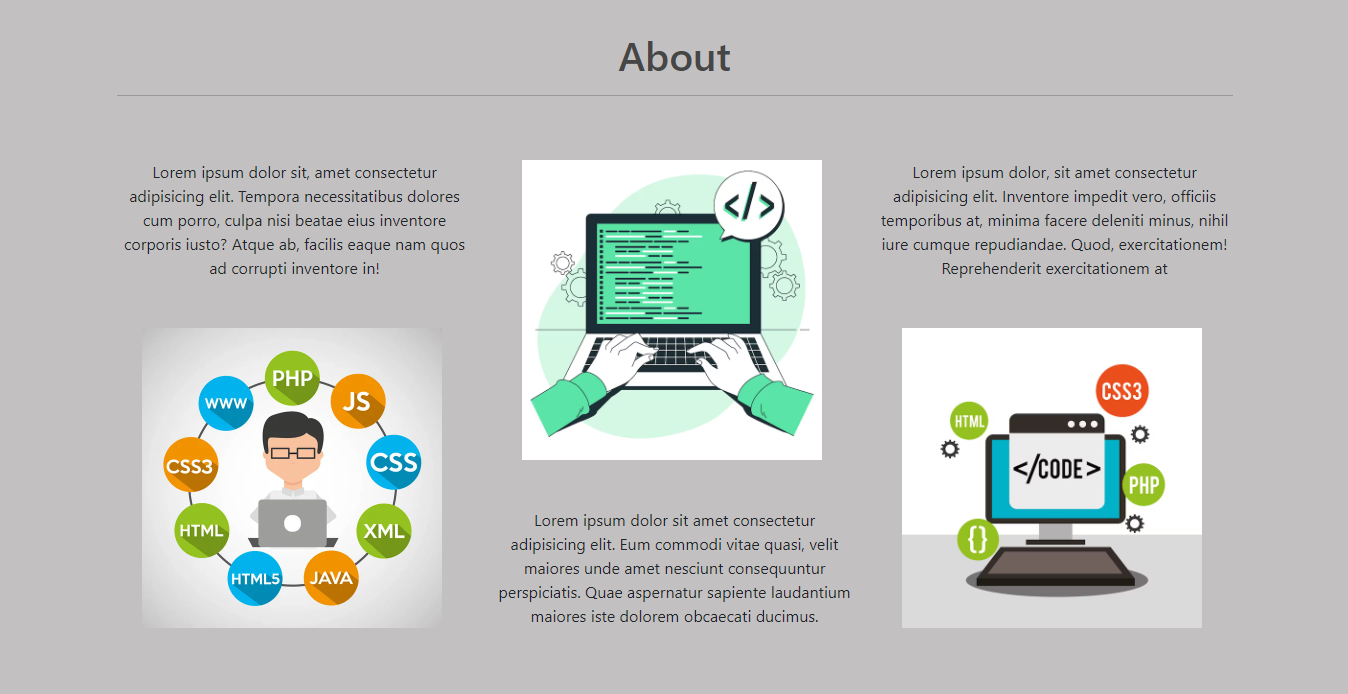 About
Lorem ipsum dolor sit, amet consectetur
adipisicing elit. Tempora necessitatibus dolores
cum porro, culpa nisi beatae eius inventore
corporis iusto? Atque ab, facilis eaque nam quos
ad corrupti inventore in!
PHP
JS
WWW
CSS
CSS3
XML
HTML
JAVA
HTML5
</>
Lorem ipsum dolor sit amet consectetur
adipisicing elit. Eum commodi vitae quasi, velit
maiores unde amet nesciunt consequuntur
perspiciatis. Quae aspernatur sapiente laudantium
maiores iste dolorem obcaecati ducimus.
Lorem ipsum dolor, sit amet consectetur
adipisicing elit. Inventore impedit vero, officiis
temporibus at, minima facere deleniti minus, nihil
iure cumque repudiandae. Quod, exercitationem!
Reprehenderit exercitationem at
CSS3
HTML
</CODE>
PHP
{}